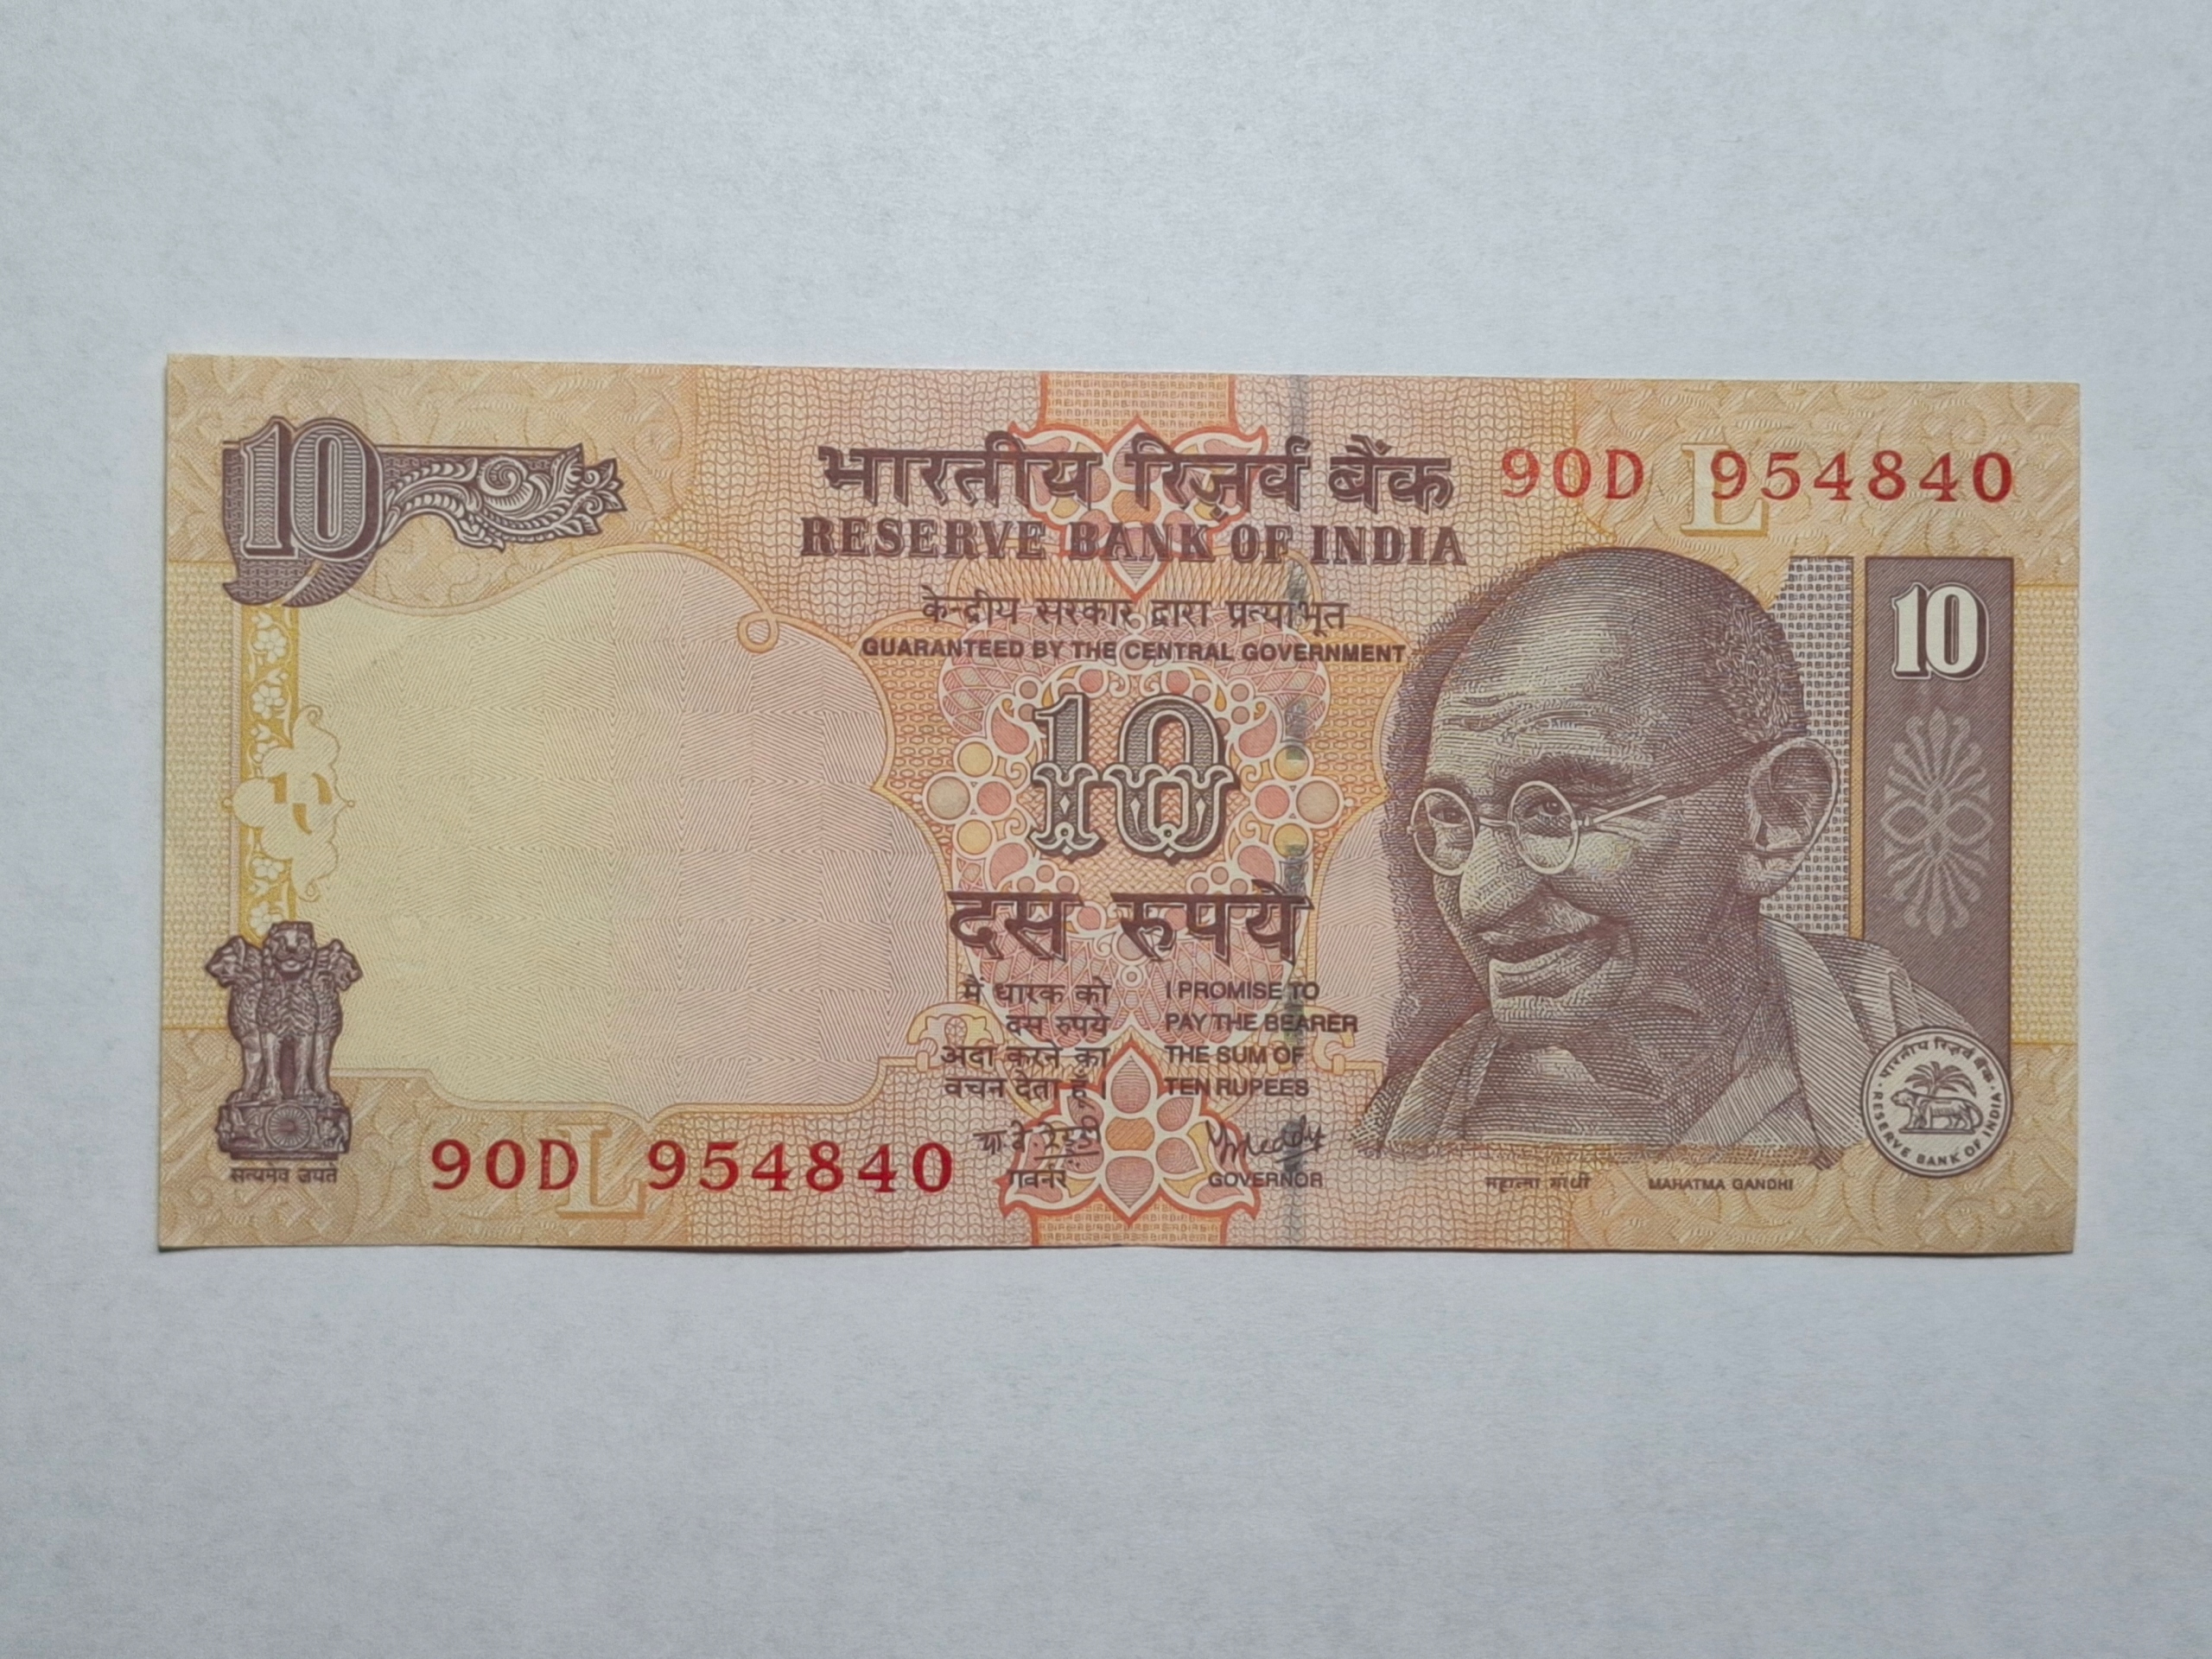 10
भारतीय रिज़र्व बैंक
90D 954840
RESERVE BANK OF INDIA
L
केन्द्रीय सरकार द्वारा प्रत्याभूत
GUARANTEED BY THE CENTRAL GOVERNMENT
10
10
दस रुपये
मैं धारक को
दस रुपये
अदा करने का
वचन देता हूँ
I PROMISE TO
PAY THE BEARER
THE SUM OF
TEN RUPEES
गवर्नर
GOVERNOR
सत्यमेव जयते
90D 954840
L
महात्मा गांधी
MAHATMA GANDHI
भारतीय रिज़र्व बैंक
RESERVE BANK OF INDIA